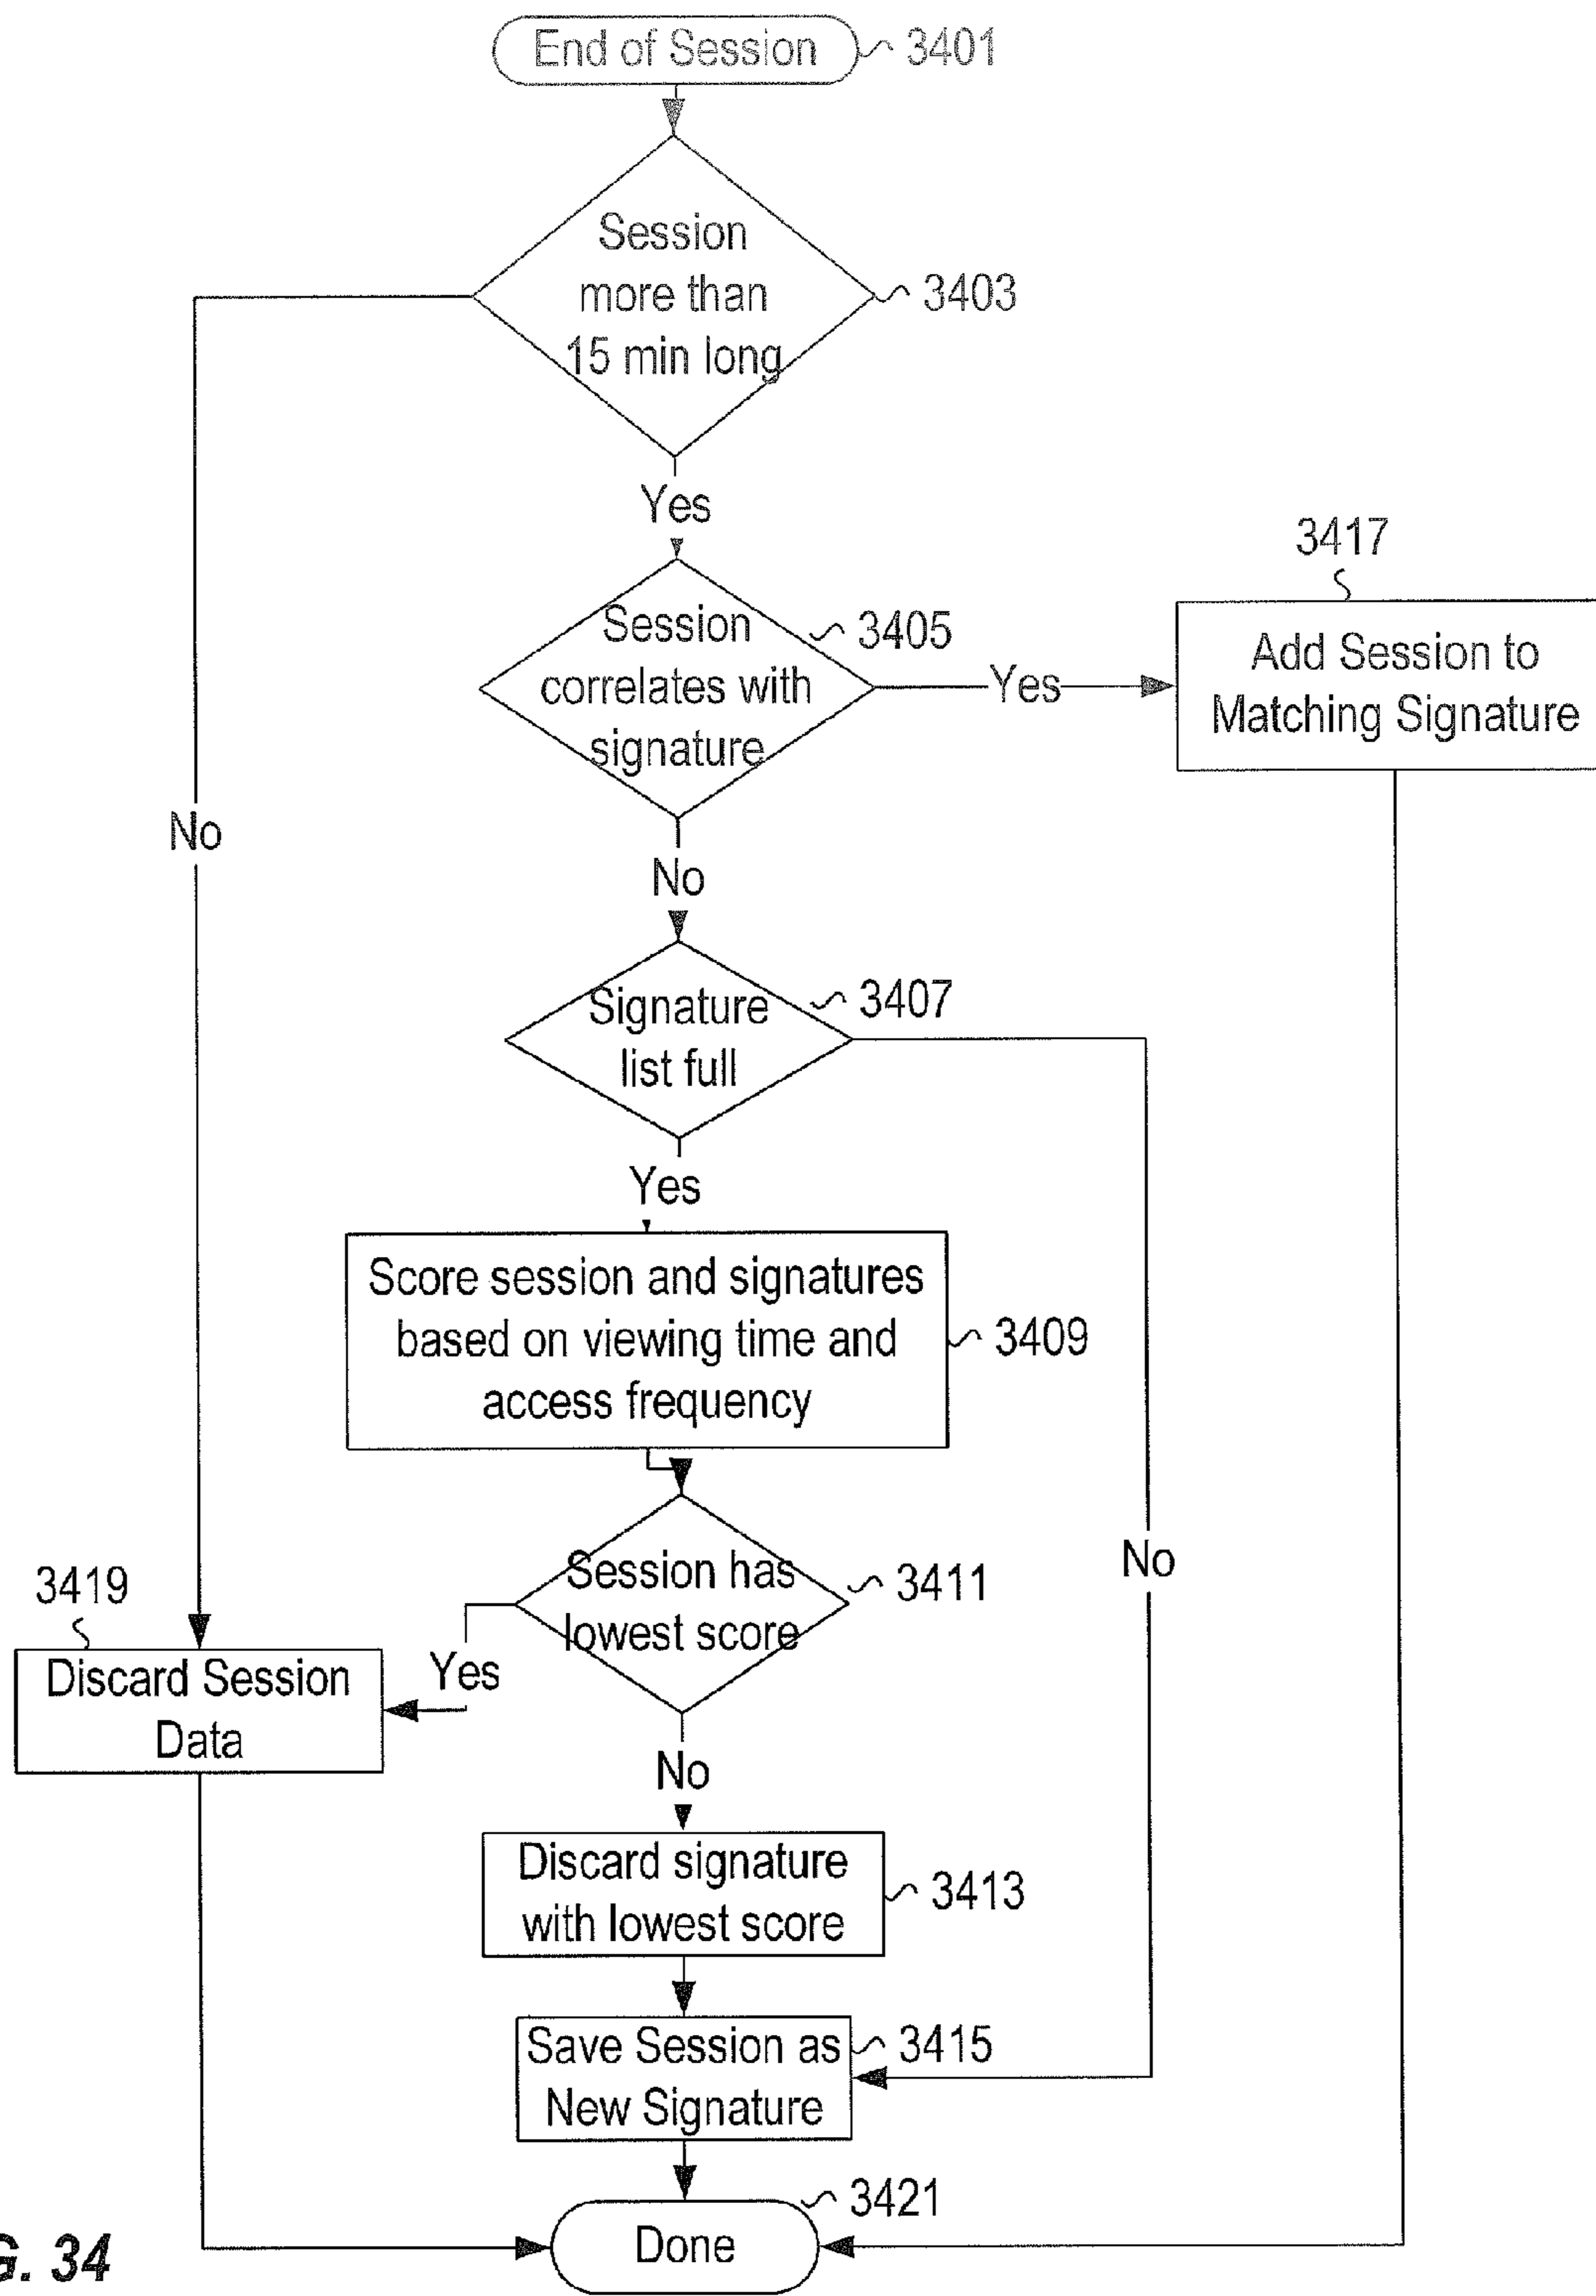 End of Session
3401
Session
more than
15 min long
3403
Yes
3417
Session
correlates with
signature
3405
Yes
Add Session to
Matching Signature
No
No
Signature
list full
3407
Yes
Score session and signatures
based on viewing time and
access frequency
3409
No
Session has
lowest score
3411
3419
Yes
Discard Session
Data
No
Discard signature
with lowest score
3413
Save Session as
New Signature
3415
3421
Done
G. 34